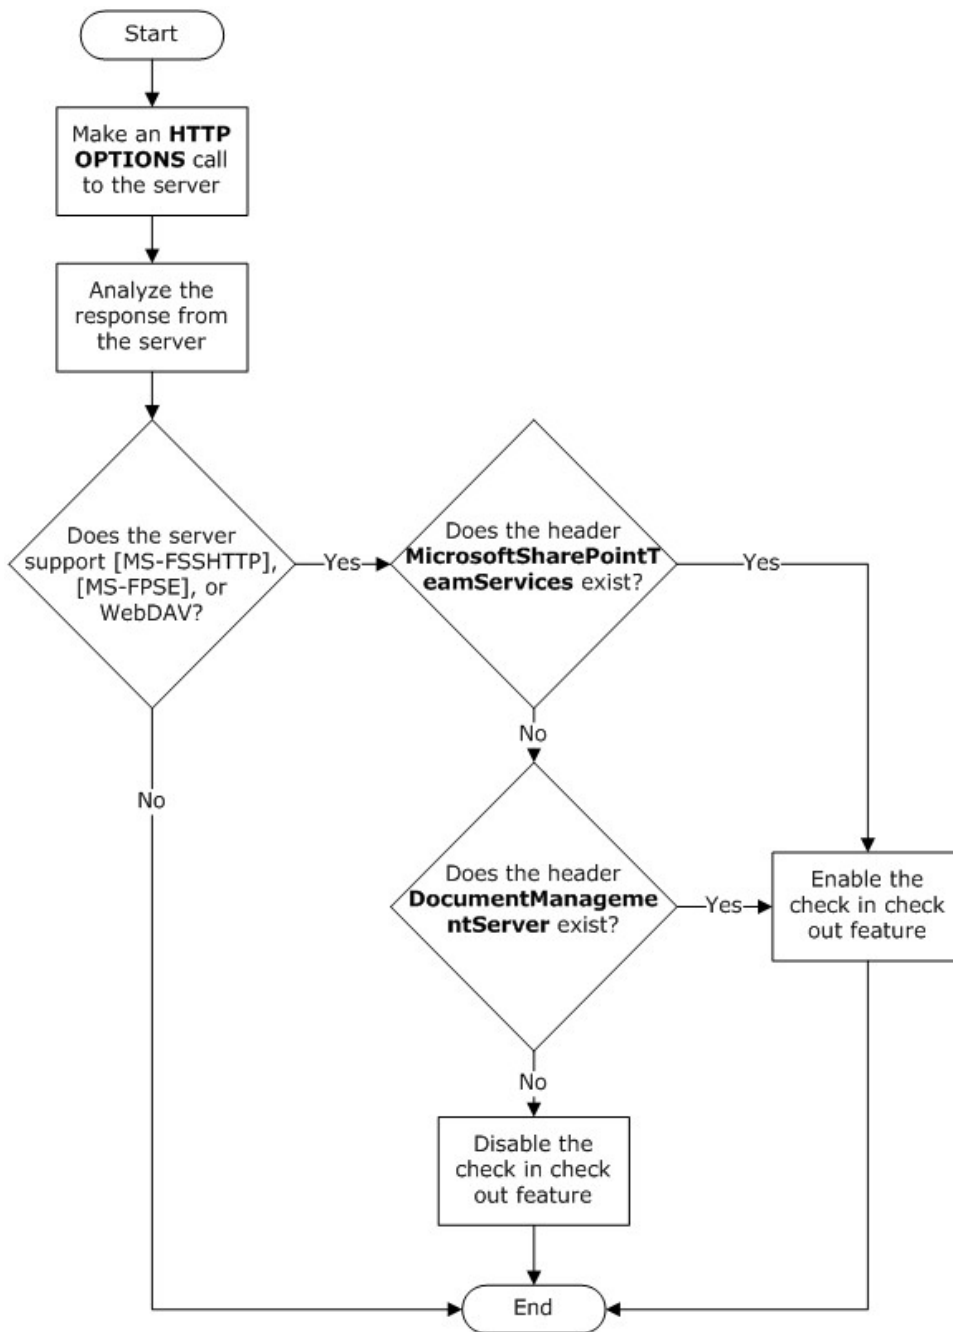 Start
Make an HTTP
OPTIONS call
to the server
Analyze the
response from
the server
Does the server
support [MS-FSSHTTP],
[MS-FPSE], or
WebDAV?
Yes
Does the header
MicrosoftSharePointT
eamServices exist?
Yes
No
No
Does the header
DocumentManageme
ntServer exist?
Yes
Enable the
check in check
out feature
No
Disable the
check in check
out feature
End